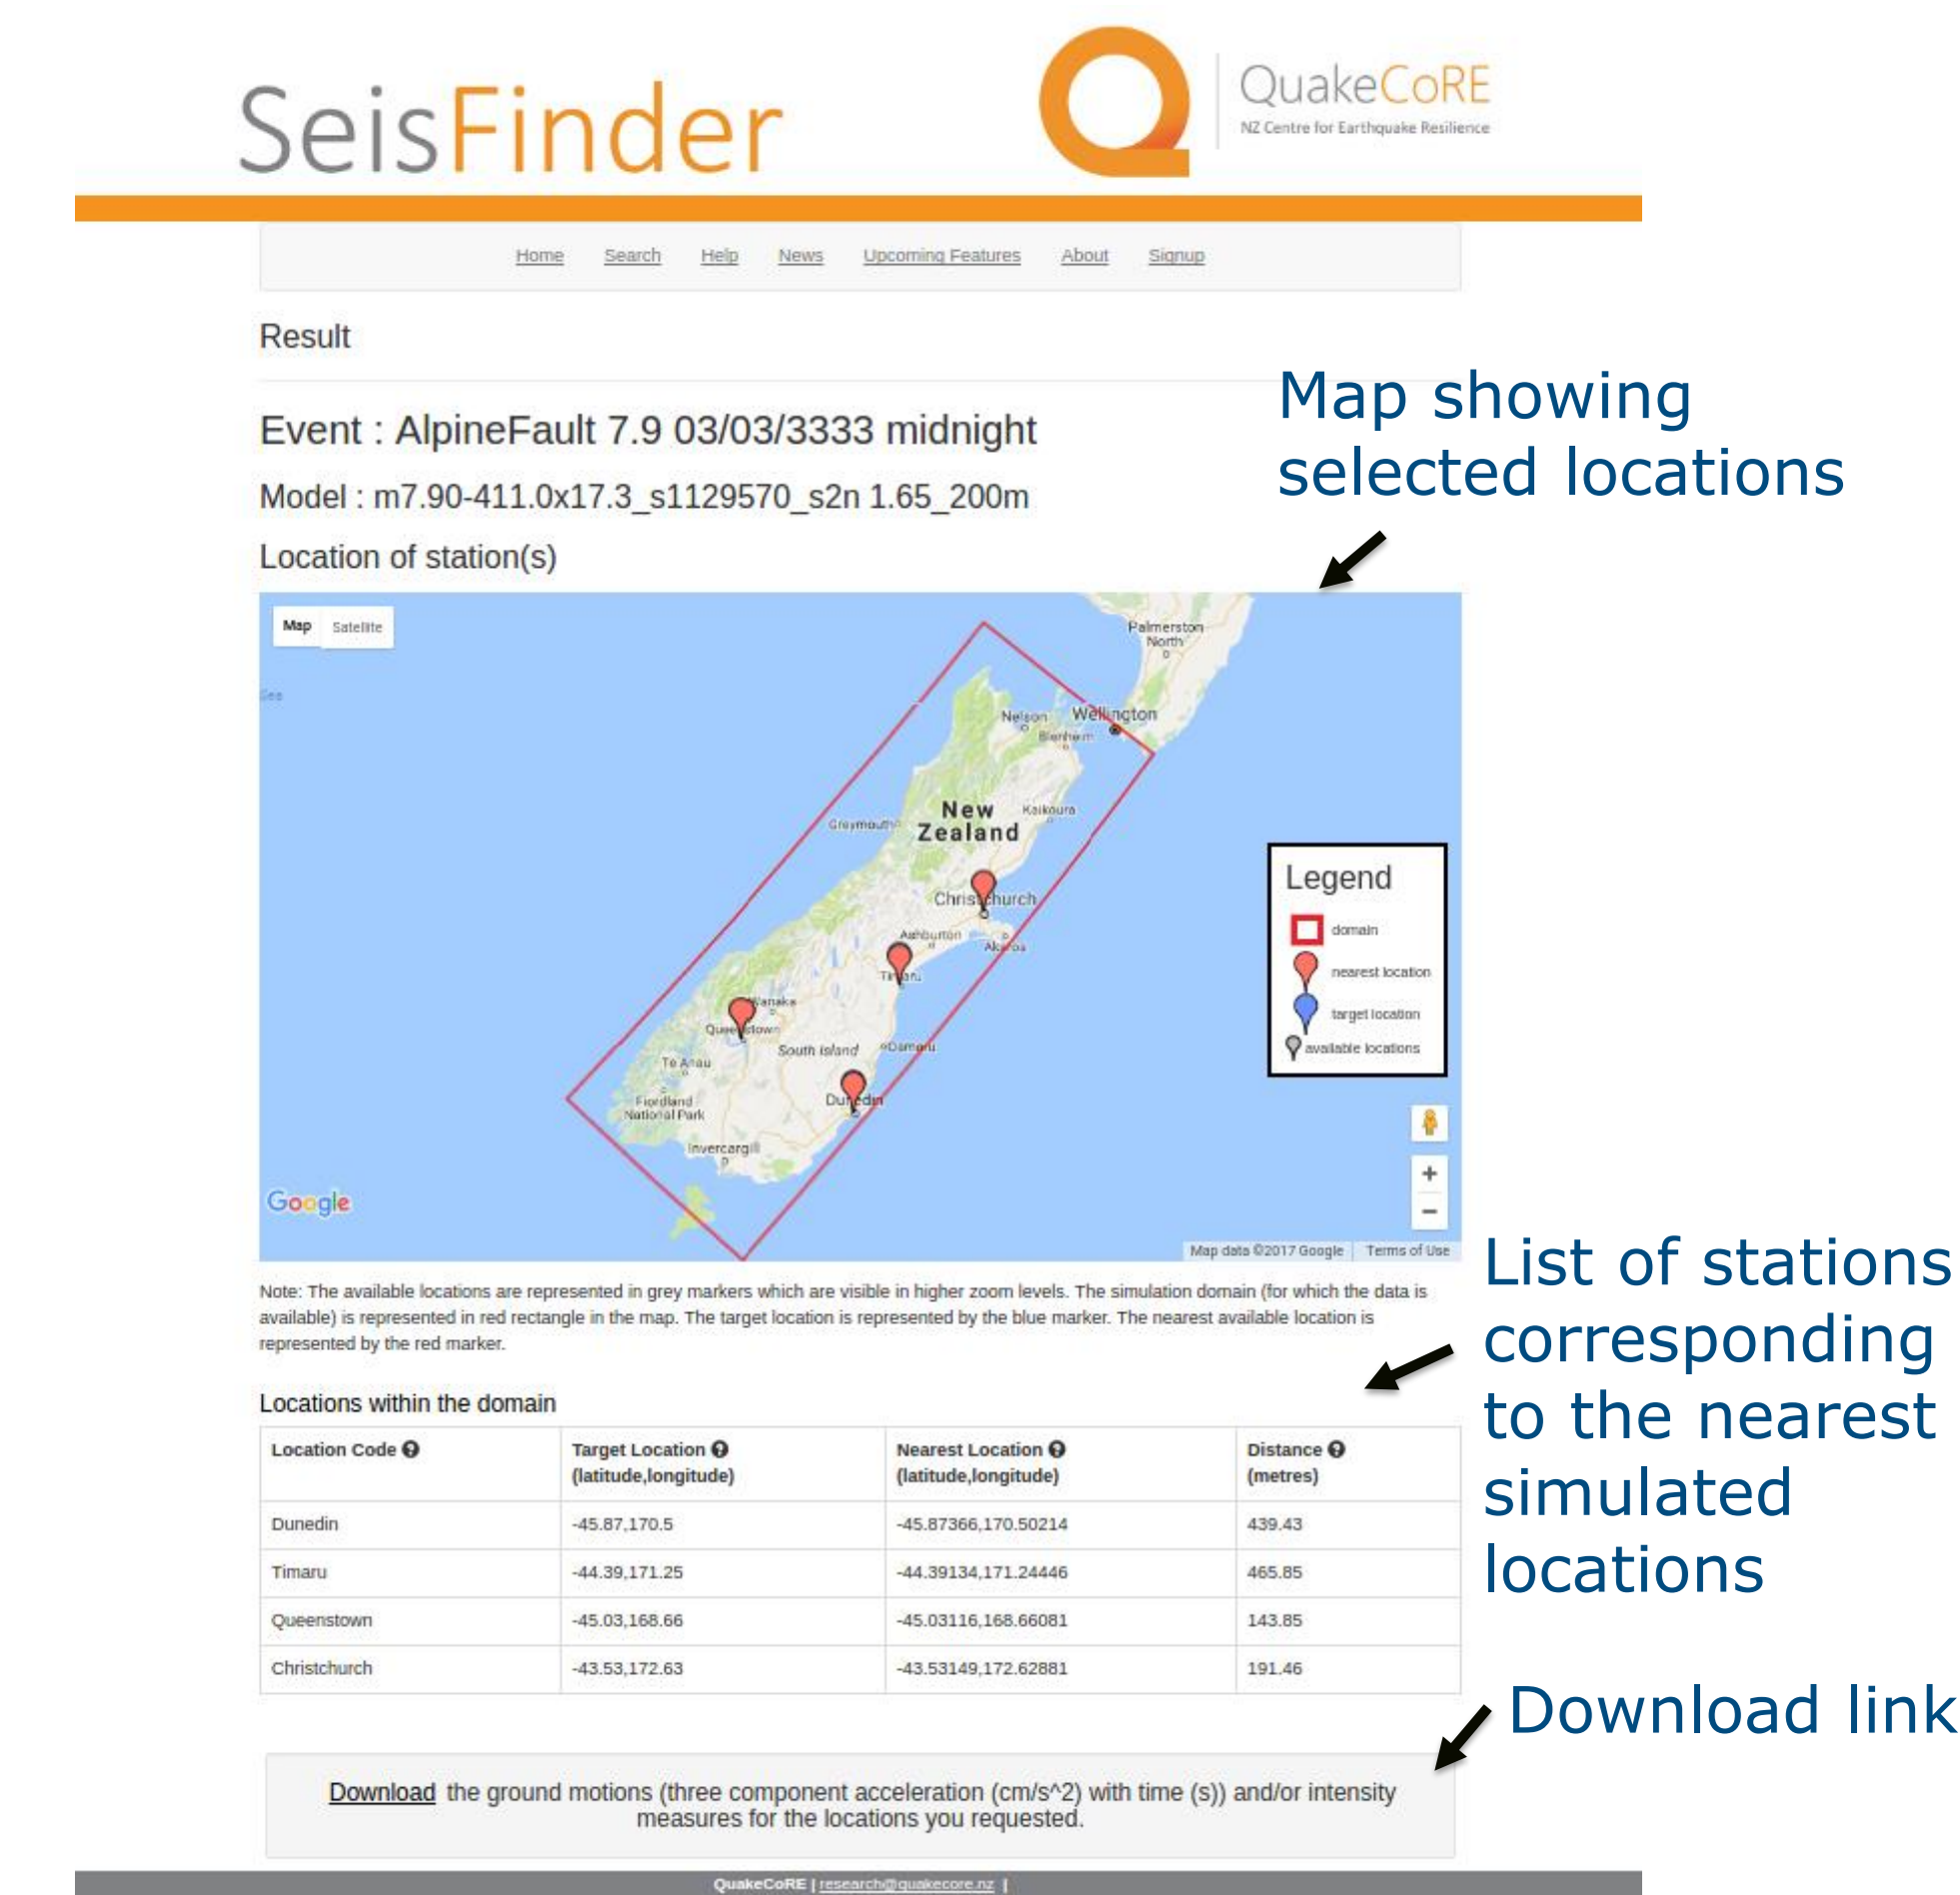 SeisFinder
QuakeCoRE
NZ Centre for Earthquake Resilience
Home Search Help News Upcoming Features About Signup
Result
Map showing
selected locations
Event : AlpineFault 7.9 03/03/3333 midnight
Model : m7.90-411.0x17.3_s1129570_s2n 1.65_200m
Location of station(s)
Map Satellite
Palmerston
North
Nelson
Wellington
Blenheim
New
Zealand
Kaikoura
Greymouth
Christchurch
Ashburton
Akaroa
Timaru
Wanaka
Queenstown
South Island
Oamaru
Te Anau
Fiordland
National Park
Dunedin
Invercargill
Legend
domain
nearest location
target location
available locations
+
−
Google
Map data ©2017 Google Terms of Use
Note: The available locations are represented in grey markers which are visible in higher zoom levels. The simulation domain (for which the data is
available) is represented in red rectangle in the map. The target location is represented by the blue marker. The nearest available location is
represented by the red marker.
List of stations
corresponding
to the nearest
simulated
locations
Locations within the domain
Location Code ? Target Location ? Nearest Location ? Distance ?
(latitude,longitude) (latitude,longitude) (metres)
Dunedin -45.87,170.5 -45.87366,170.50214 439.43
Timaru -44.39,171.25 -44.39134,171.24446 465.85
Queenstown -45.03,168.66 -45.03116,168.66081 143.85
Christchurch -43.53,172.63 -43.53149,172.62881 191.46
Download link
Download the ground motions (three component acceleration (cm/s^2) with time (s)) and/or intensity
measures for the locations you requested.
QuakeCoRE | research@quakecore.nz |